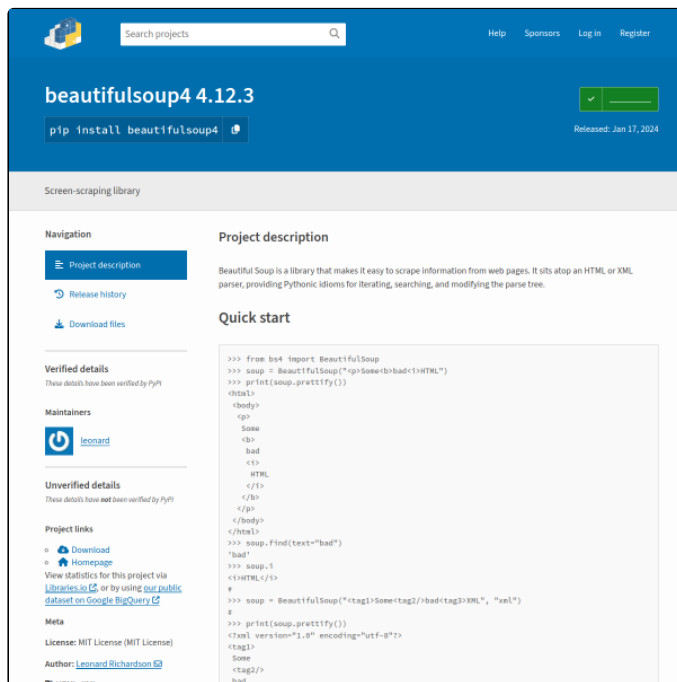 Search projects
Help Sponsors Log in Register
beautifulsoup4 4.12.3
pip install beautifulsoup4
Released: Jan 17, 2024
Screen-scraping library
Navigation
Project description
Release history
Download files
Verified details
These details have been verified by PyPI
Maintainers
leonard
Unverified details
These details have not been verified by PyPI
Project links
Download
Homepage
View statistics for this project via
Libraries.io, or by using our public
dataset on Google BigQuery
Meta
License: MIT License (MIT License)
Author: Leonard Richardson
Project description
Beautiful Soup is a library that makes it easy to scrape information from web pages. It sits atop an HTML or XML
parser, providing Pythonic idioms for iterating, searching, and modifying the parse tree.
Quick start
>>> from bs4 import BeautifulSoup
>>> soup = BeautifulSoup("<p>Some<b>bad<i>HTML")
>>> print(soup.prettify())
<html>
<body>
<p>
Some
<b>
bad
<i>
HTML
</i>
</b>
</p>
</body>
</html>
>>> soup.find(text="bad")
'bad'
>>> soup.i
<i>HTML</i>
#
>>> soup = BeautifulSoup("<tag1>Some<tag2/>bad<tag3>XML", "xml")
#
>>> print(soup.prettify())
<?xml version="1.0" encoding="utf-8"?>
<tag1>
Some
<tag2/>
bad